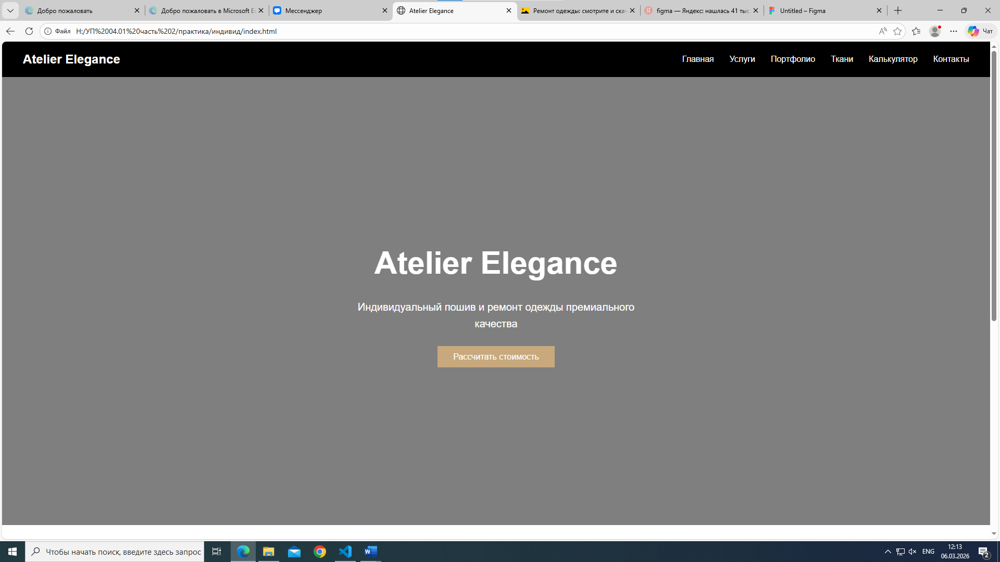 Добро пожаловать
Добро пожаловать в Microsoft Ed
Мессенджер
Atelier Elegance
Ремонт одежды: смотрите и скач
figma — Яндекс: нашлась 41 тыс.
Untitled – Figma
Файл
H:/УП%2004.01%20часть%202/практика/индивид/index.html
Чат
Atelier Elegance
Главная
Услуги
Портфолио
Ткани
Калькулятор
Контакты
Atelier Elegance
Индивидуальный пошив и ремонт одежды премиального
качества
Рассчитать стоимость
Чтобы начать поиск, введите здесь запрос
ENG
12:13
06.03.2026
2